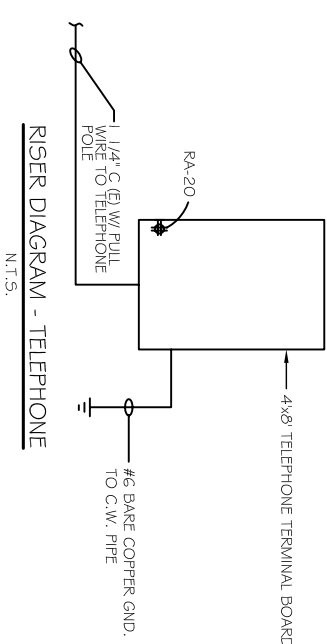 4'x8' TELEPHONE TERMINAL BOARD
RA-20
1 1/4" C (E) W/ PULL
WIRE TO TELEPHONE
POLE
#6 BARE COPPER GND.
TO C.W. PIPE
RISER DIAGRAM - TELEPHONE
N.T.S.